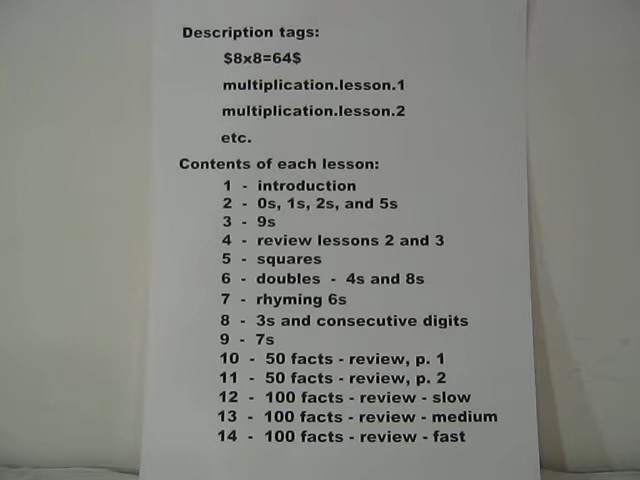 Description tags:
$8x8=64$
multiplication.lesson.1
multiplication.lesson.2
etc.
Contents of each lesson:
1 - introduction
2 - 0s, 1s, 2s, and 5s
3 - 9s
4 - review lessons 2 and 3
5 - squares
6 - doubles - 4s and 8s
7 - rhyming 6s
8 - 3s and consecutive digits
9 - 7s
10 - 50 facts - review, p. 1
11 - 50 facts - review, p. 2
12 - 100 facts - review - slow
13 - 100 facts - review - medium
14 - 100 facts - review - fast